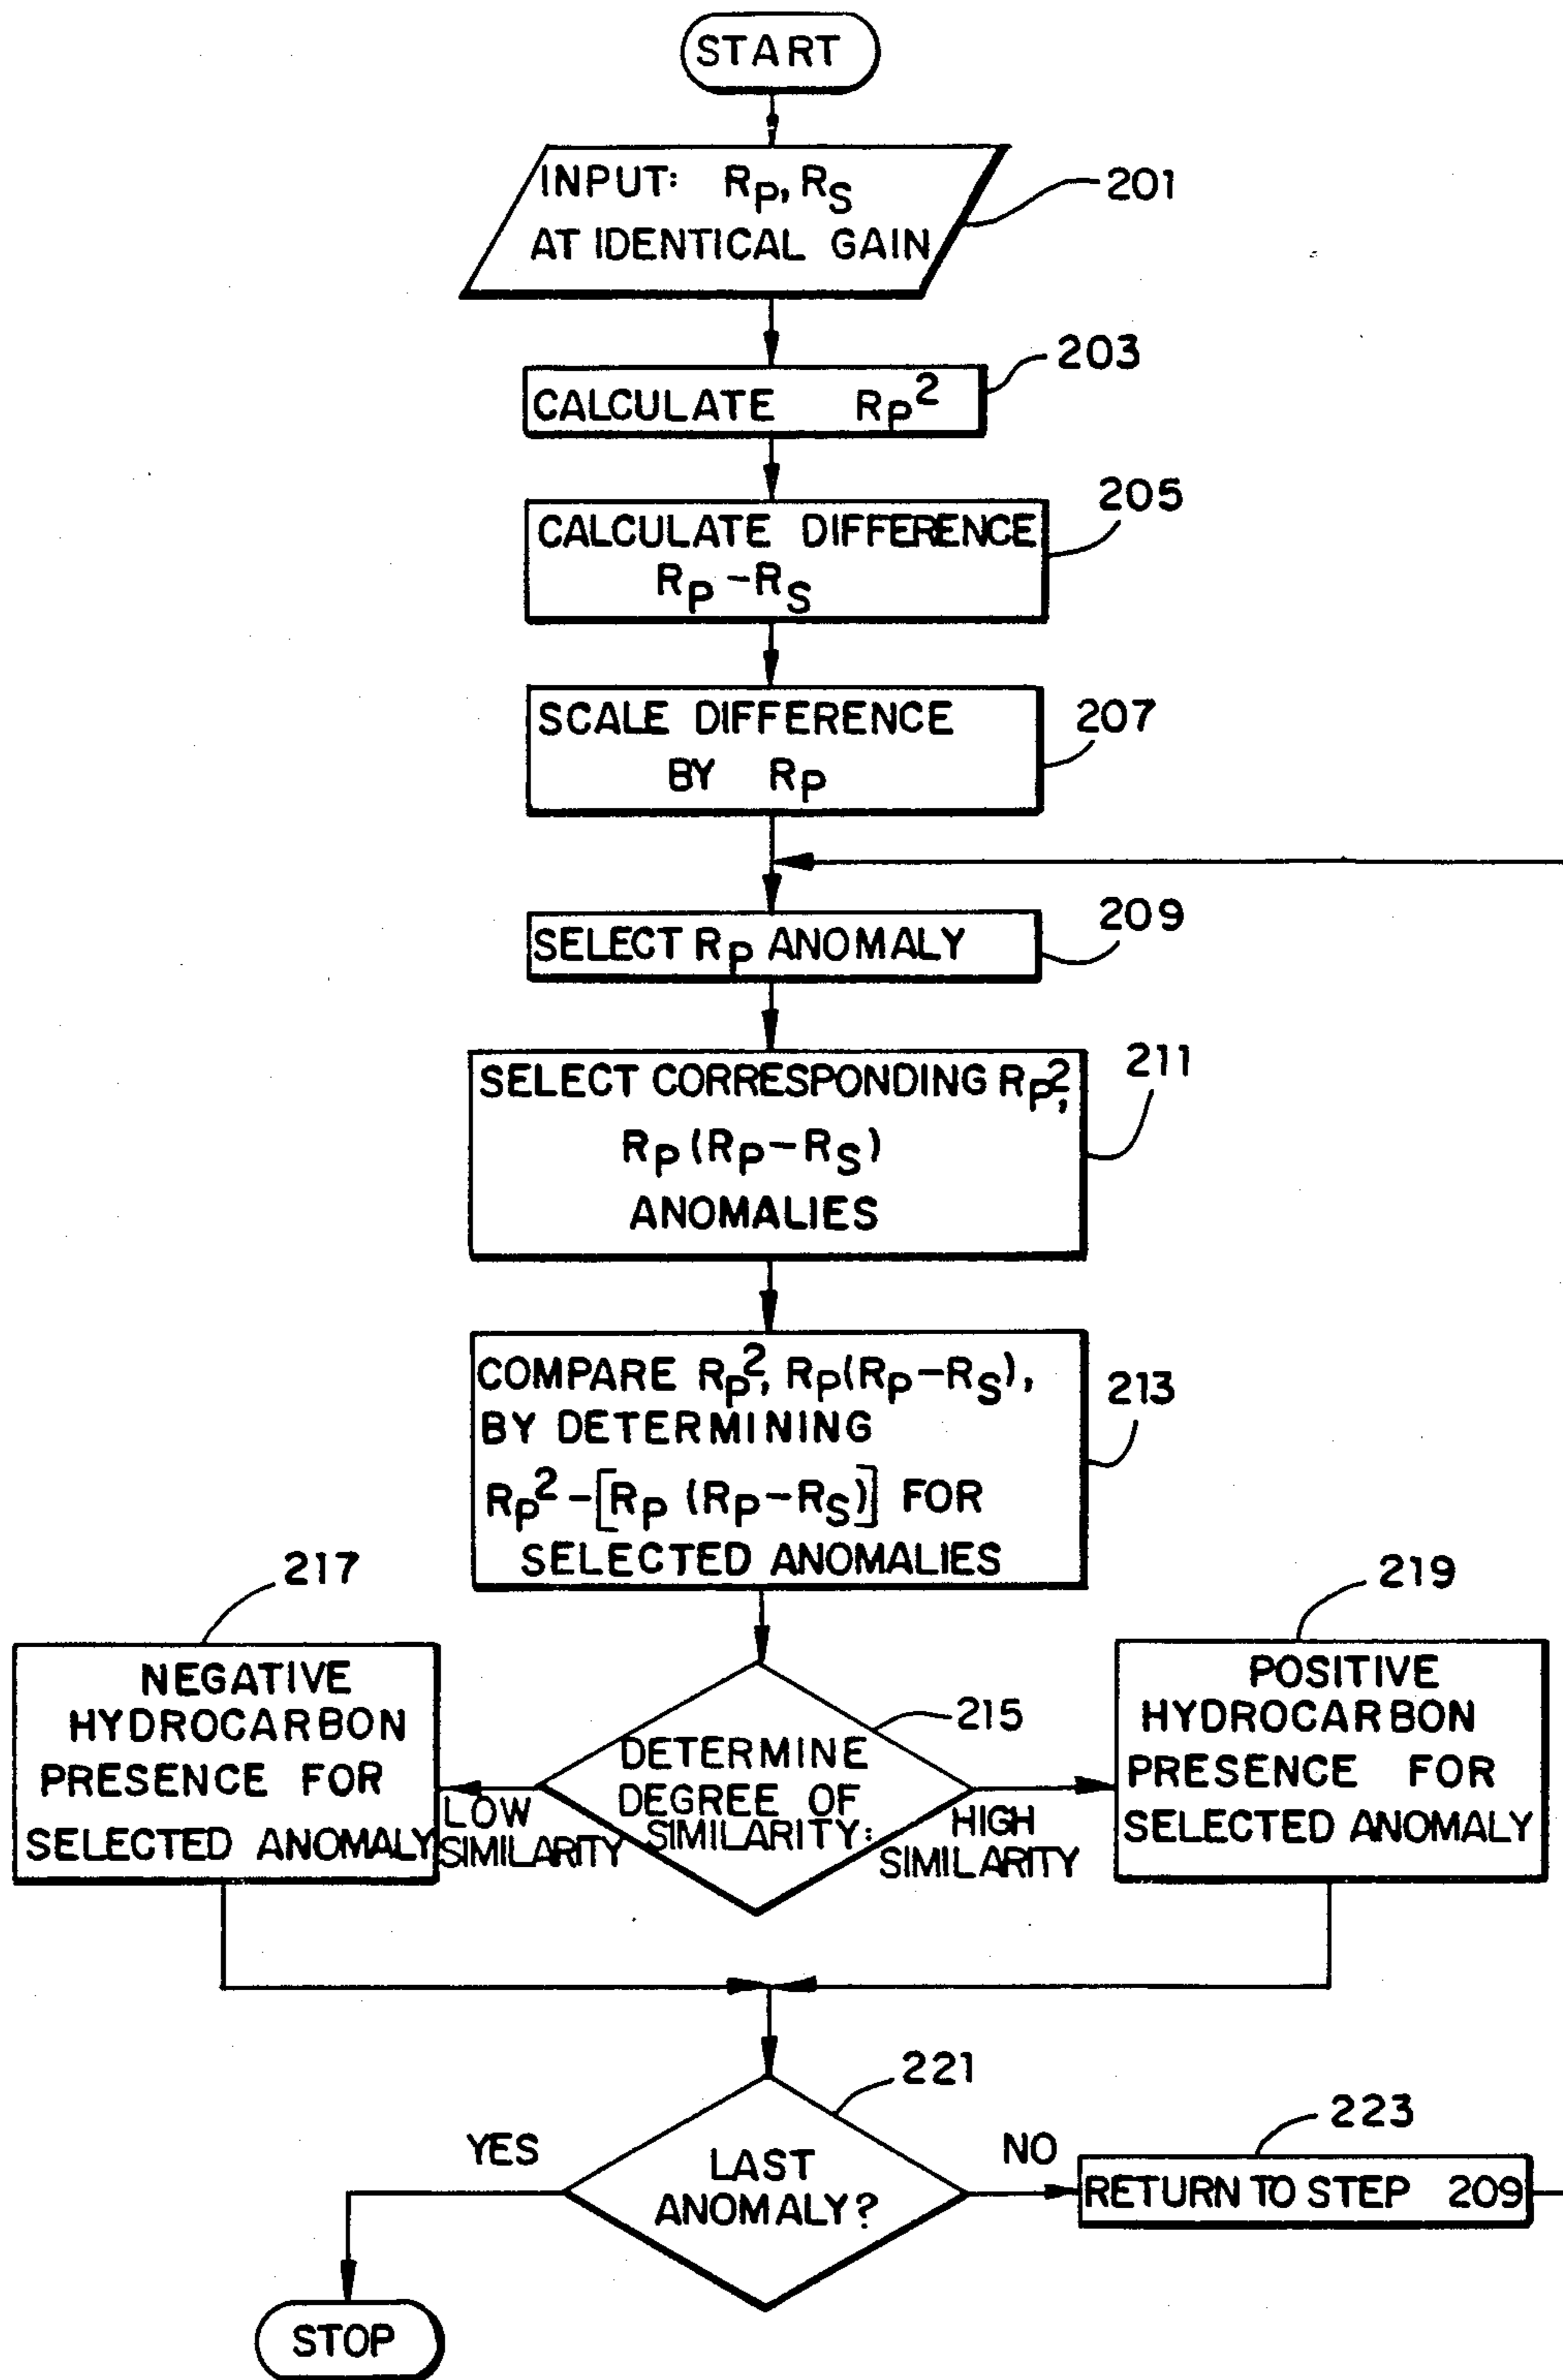 START
INPUT: RP, RS
AT IDENTICAL GAIN
201
203
CALCULATE RP²
205
CALCULATE DIFFERENCE
RP-RS
SCALE DIFFERENCE
BY RP
207
209
SELECT RP ANOMALY
211
SELECT CORRESPONDING RP²,
RP(RP-RS)
ANOMALIES
COMPARE RP², RP(RP-RS),
BY DETERMINING
RP²-[RP (RP-RS)] FOR
SELECTED ANOMALIES
213
217
NEGATIVE
HYDROCARBON
PRESENCE FOR
SELECTED ANOMALY
215
DETERMINE
DEGREE OF
SIMILARITY:
LOW
SIMILARITY
HIGH
SIMILARITY
219
POSITIVE
HYDROCARBON
PRESENCE FOR
SELECTED ANOMALY
221
LAST
ANOMALY?
YES
NO
223
RETURN TO STEP 209
STOP